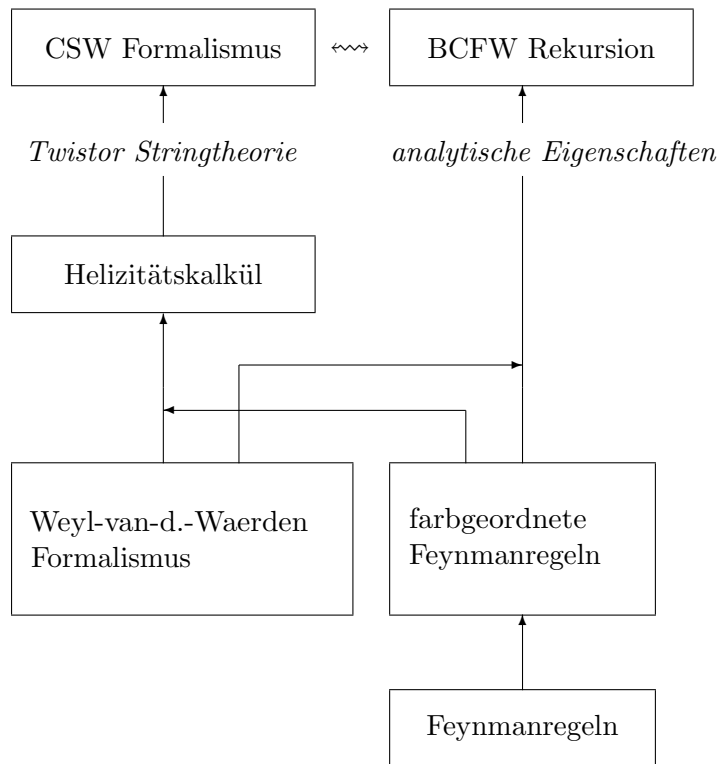 CSW Formalismus
BCFW Rekursion
Twistor Stringtheorie
analytische Eigenschaften
Helizitätskalkül
Weyl-van-d.-Waerden
Formalismus
farbgeordnete
Feynmanregeln
Feynmanregeln